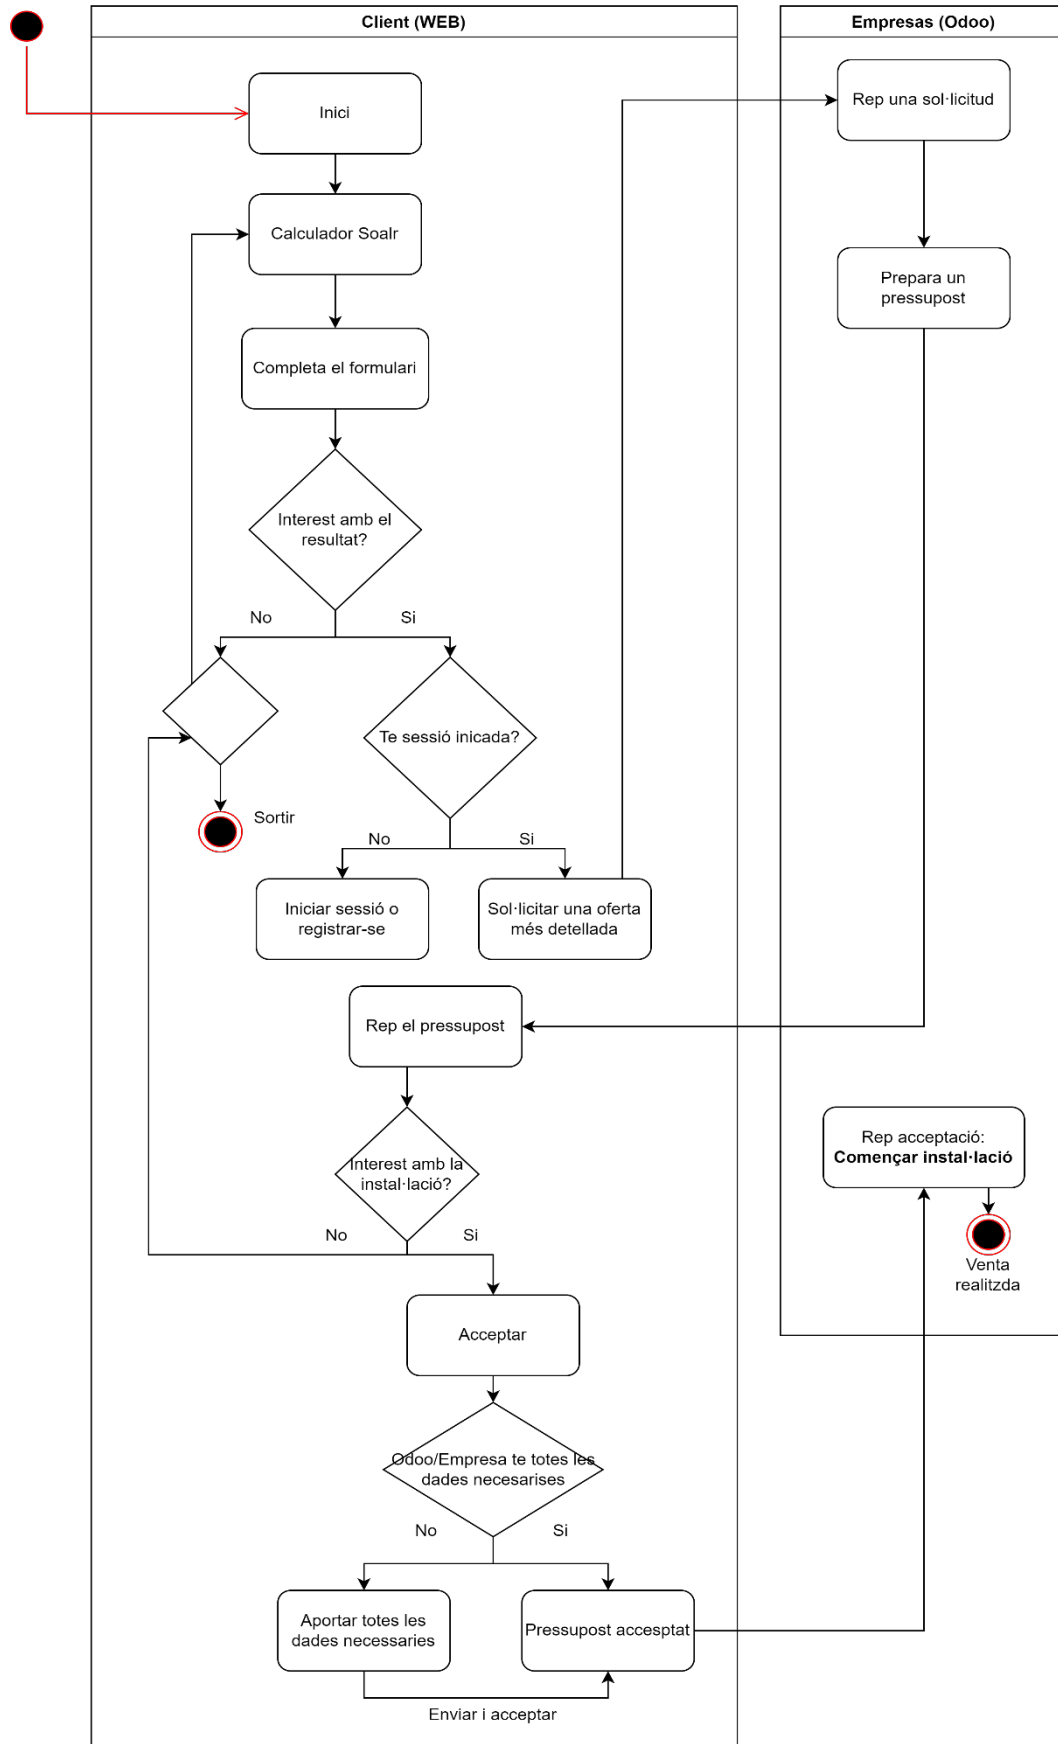 Client (WEB)
Empresas (Odoo)
Inici
Rep una sol·licitud
Calculador Soalr
Prepara un
pressupost
Completa el formulari
Interest amb el
resultat?
No
Si
Te sessió inicada?
Sortir
No
Si
Iniciar sessió o
registrar-se
Sol·licitar una oferta
més detellada
Rep el pressupost
Rep acceptació:
Començar instal·lació
Interest amb la
instal·lació?
No
Si
Venta
realitzda
Acceptar
Odoo/Empresa te totes les
dades necesarises
No
Si
Aportar totes les
dades necessaries
Pressupost accesptat
Enviar i acceptar